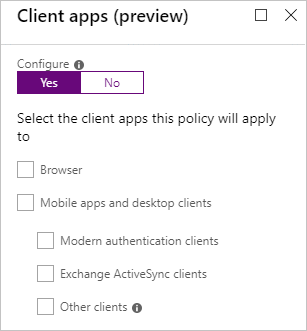 Client apps (preview)
Configure
Yes No
Select the client apps this policy will apply
to
Browser
Mobile apps and desktop clients
Modern authentication clients
Exchange ActiveSync clients
Other clients